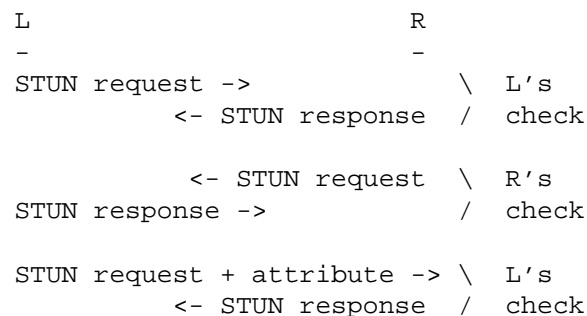 L                        R
-                        -
STUN request ->             \  L's
          <- STUN response  /  check
           <- STUN request  \  R's
STUN response ->            /  check
STUN request + attribute -> \  L's
          <- STUN response  /  check